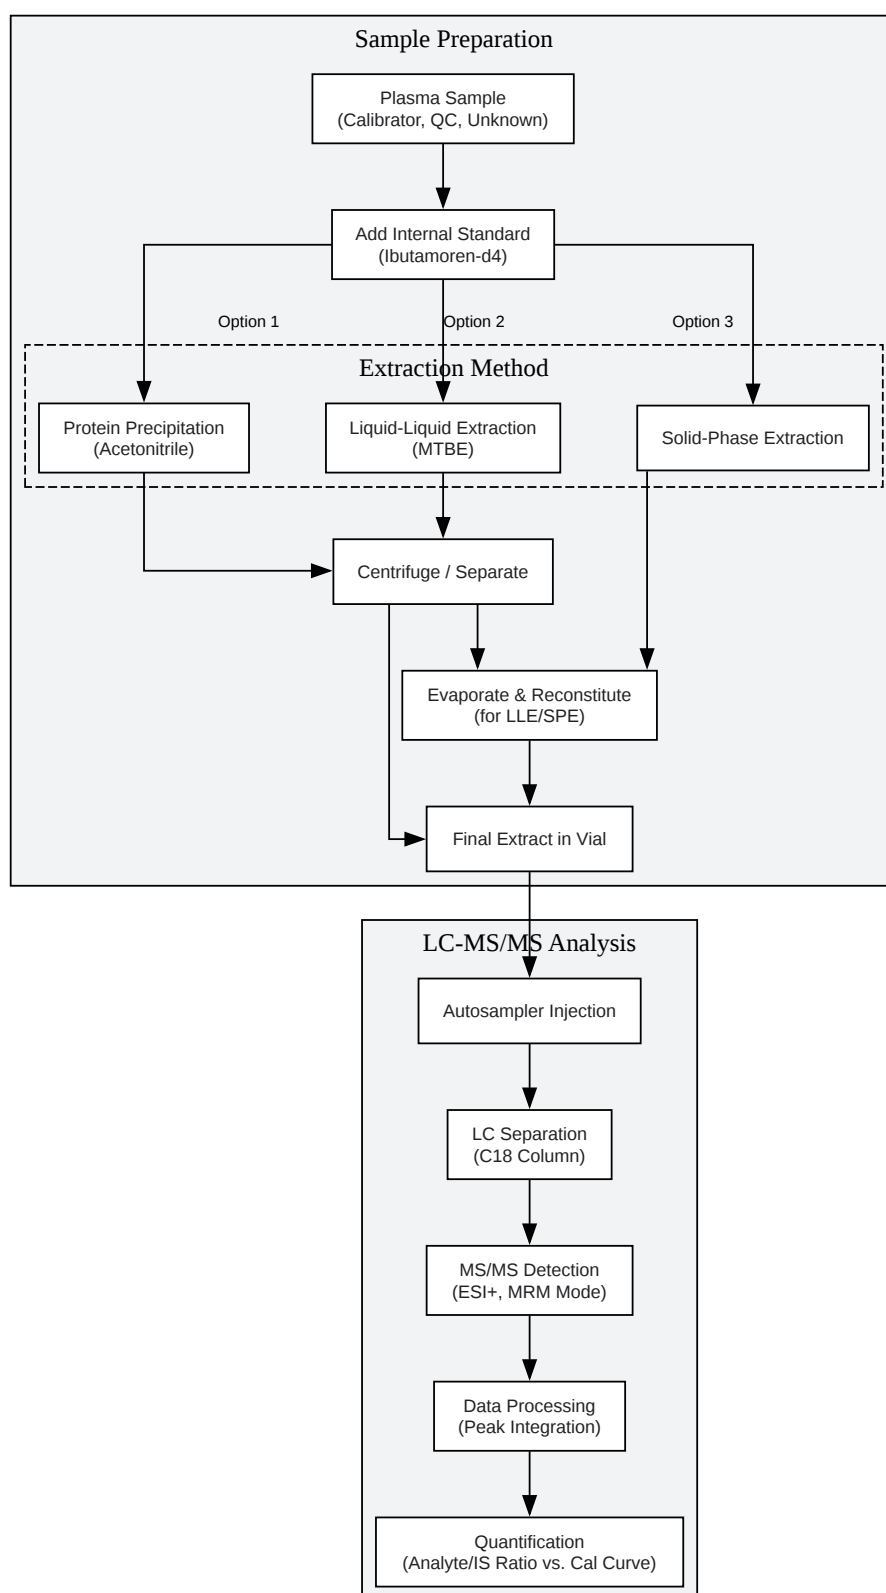 Sample Preparation
Plasma Sample
(Calibrator, QC, Unknown)
Add Internal Standard
(Ibutamoren-d4)
Option 1
Option 2
Option 3
Extraction Method
Protein Precipitation
(Acetonitrile)
Liquid-Liquid Extraction
(MTBE)
Solid-Phase Extraction
Centrifuge / Separate
Evaporate & Reconstitute
(for LLE/SPE)
Final Extract in Vial
LC-MS/MS Analysis
Autosampler Injection
LC Separation
(C18 Column)
MS/MS Detection
(ESI+, MRM Mode)
Data Processing
(Peak Integration)
Quantification
(Analyte/IS Ratio vs. Cal Curve)